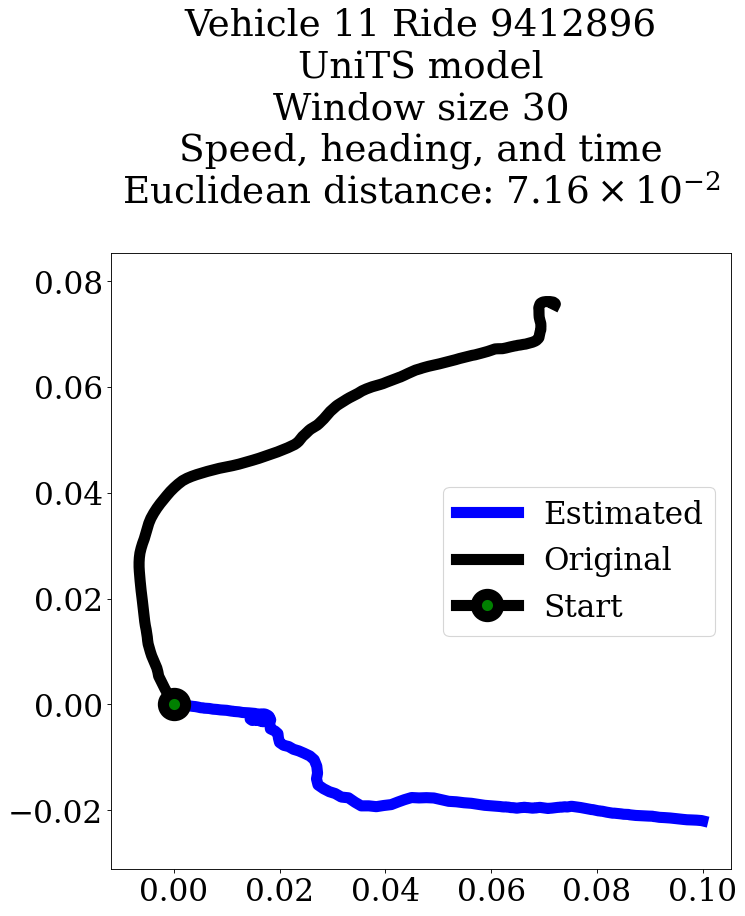 Vehicle 11 Ride 9412896
UniTS model
Window size 30
Speed, heading, and time
Euclidean distance: 7.16 × 10⁻²
0.08
0.06
0.04
0.02
0.00
−0.02
Estimated
Original
Start
0.00 0.02 0.04 0.06 0.08 0.10